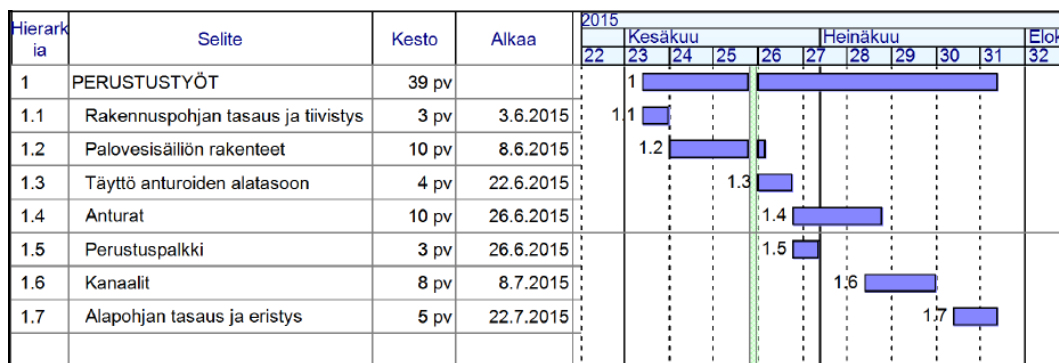 Hierarkia Selite Kesto Alkaa 2015
Kesäkuu Heinäkuu Elok
22 23 24 25 26 27 28 29 30 31 32
1 PERUSTUSTYÖT 39 pv 1
1.1 Rakennuspohjan tasaus ja tiivistys 3 pv 3.6.2015 1.1
1.2 Palovesisäiliön rakenteet 10 pv 8.6.2015 1.2
1.3 Täyttö anturoiden alatasoon 4 pv 22.6.2015 1.3
1.4 Anturat 10 pv 26.6.2015 1.4
1.5 Perustuspalkki 3 pv 26.6.2015 1.5
1.6 Kanaalit 8 pv 8.7.2015 1.6
1.7 Alapohjan tasaus ja eristys 5 pv 22.7.2015 1.7